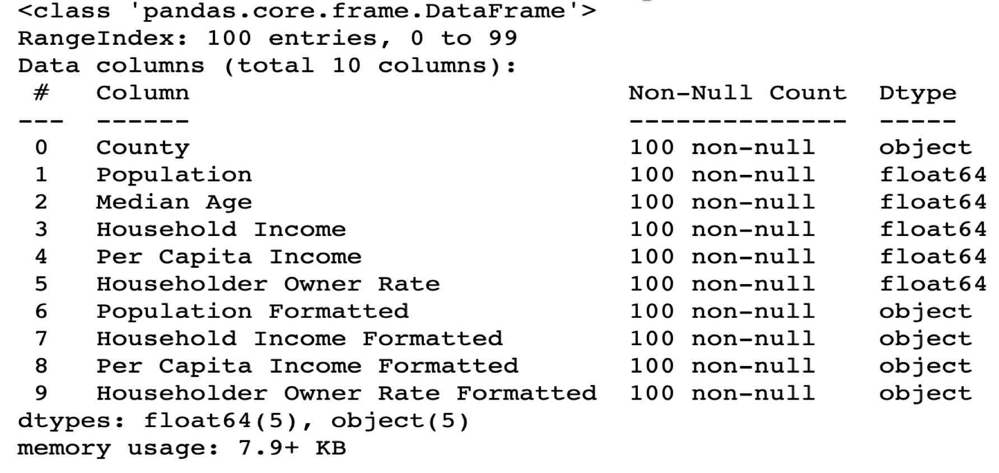 <class 'pandas.core.frame.DataFrame'>
RangeIndex: 100 entries, 0 to 99
Data columns (total 10 columns):
 #   Column                            Non-Null Count  Dtype
---  ------                            --------------  -----
 0   County                            100 non-null    object
 1   Population                        100 non-null    float64
 2   Median Age                        100 non-null    float64
 3   Household Income                  100 non-null    float64
 4   Per Capita Income                 100 non-null    float64
 5   Householder Owner Rate            100 non-null    float64
 6   Population Formatted              100 non-null    object
 7   Household Income Formatted        100 non-null    object
 8   Per Capita Income Formatted       100 non-null    object
 9   Householder Owner Rate Formatted  100 non-null    object
dtypes: float64(5), object(5)
memory usage: 7.9+ KB